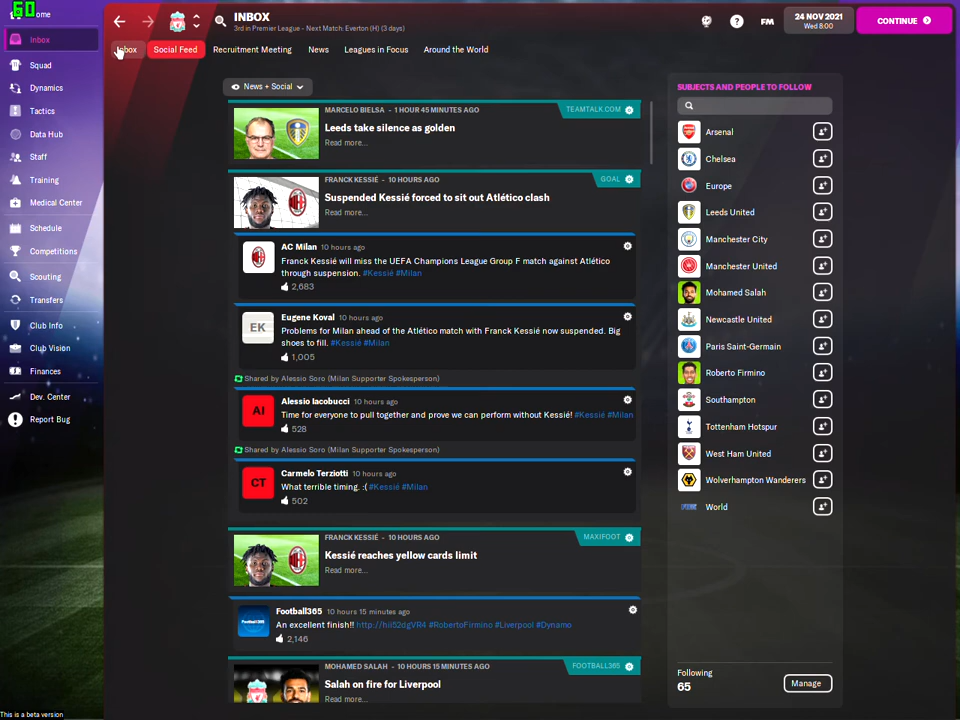 60
Home
Inbox
Squad
Dynamics
Tactics
Data Hub
Staff
Training
Medical Center
Schedule
Competitions
Scouting
Transfers
Club Info
Club Vision
Finances
Dev. Center
Report Bug
This is a beta version
INBOX
3rd in Premier League - Next Match: Everton (H) (3 days)
FM
24 NOV 2021
Wed 8:00
CONTINUE
Inbox
Social Feed
Recruitment Meeting
News
Leagues in Focus
Around the World
News + Social
MARCELO BIELSA - 1 HOUR 45 MINUTES AGO
TEAMTALK.COM
Leeds take silence as golden
Read more...
FRANCK KESSIÉ - 10 HOURS AGO
GOAL
Suspended Kessié forced to sit out Atlético clash
Read more...
AC Milan 10 hours ago
Franck Kessié will miss the UEFA Champions League Group F match against Atlético
through suspension. #Kessié #Milan
2,683
EK
Eugene Koval 10 hours ago
Problems for Milan ahead of the Atlético match with Franck Kessié now suspended. Big
shoes to fill. #Kessié #Milan
1,005
Shared by Alessio Soro (Milan Supporter Spokesperson)
AI
Alessio Iacobucci 10 hours ago
Time for everyone to pull together and prove we can perform without Kessié! #Kessié #Milan
528
Shared by Alessio Soro (Milan Supporter Spokesperson)
CT
Carmelo Terziotti 10 hours ago
What terrible timing. :( #Kessié #Milan
502
FRANCK KESSIÉ - 10 HOURS AGO
MAXIFOOT
Kessié reaches yellow cards limit
Read more...
Football365
Football365 10 hours 15 minutes ago
An excellent finish!! http://hii52dgVR4 #RobertoFirmino #Liverpool #Dynamo
2,146
MOHAMED SALAH - 10 HOURS 15 MINUTES AGO
FOOTBALL365
Salah on fire for Liverpool
Read more...
SUBJECTS AND PEOPLE TO FOLLOW
Arsenal
Chelsea
Europe
Leeds United
Manchester City
Manchester United
Mohamed Salah
Newcastle United
Paris Saint-Germain
Roberto Firmino
Southampton
Tottenham Hotspur
West Ham United
Wolverhampton Wanderers
World
Following
65
Manage